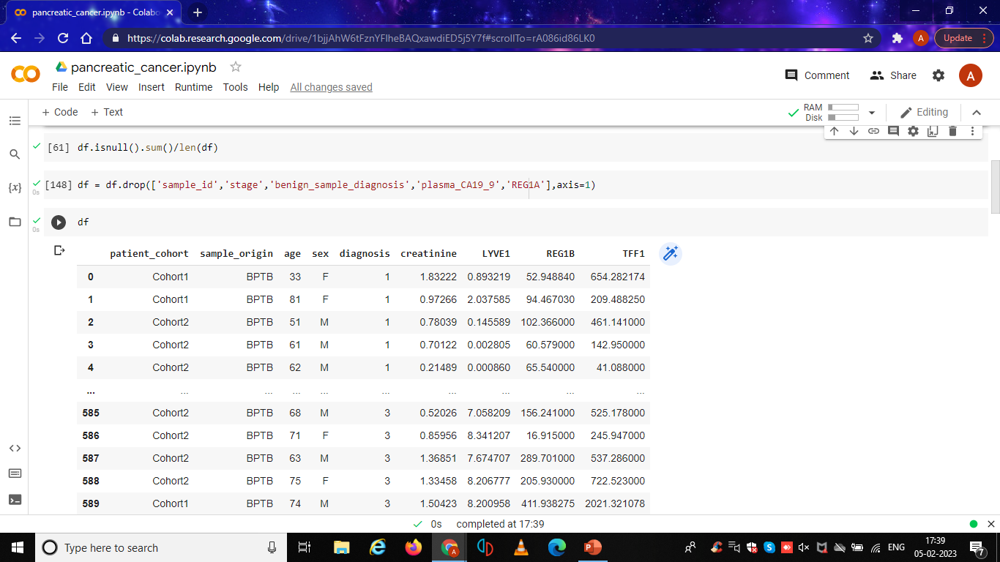 pancreatic_cancer.ipynb - Colabo
https://colab.research.google.com/drive/1bjjAhW6tFznYFlheBAQxawdiED5j5Y7f#scrollTo=rA086id86LK0
A
Update
pancreatic_cancer.ipynb
Comment
Share
A
File Edit View Insert Runtime Tools Help All changes saved
+ Code + Text
RAM
Disk
Editing
[61] df.isnull().sum()/len(df)
{x}
[148] df = df.drop(['sample_id','stage','benign_sample_diagnosis','plasma_CA19_9','REG1A'],axis=1)
0s
df
0s
patient_cohort sample_origin age sex diagnosis creatinine LYVE1 REG1B TFF1
0 Cohort1 BPTB 33 F 1 1.83222 0.893219 52.948840 654.282174
1 Cohort1 BPTB 81 F 1 0.97266 2.037585 94.467030 209.488250
2 Cohort2 BPTB 51 M 1 0.78039 0.145589 102.366000 461.141000
3 Cohort2 BPTB 61 M 1 0.70122 0.002805 60.579000 142.950000
4 Cohort2 BPTB 62 M 1 0.21489 0.000860 65.540000 41.088000
... ... ... ... ... ... ... ... ... ...
585 Cohort2 BPTB 68 M 3 0.52026 7.058209 156.241000 525.178000
586 Cohort2 BPTB 71 F 3 0.85956 8.341207 16.915000 245.947000
587 Cohort2 BPTB 63 M 3 1.36851 7.674707 289.701000 537.286000
588 Cohort2 BPTB 75 F 3 1.33458 8.206777 205.930000 722.523000
589 Cohort1 BPTB 74 M 3 1.50423 8.200958 411.938275 2021.321078
0s completed at 17:39
Type here to search
ENG
17:39
05-02-2023
7